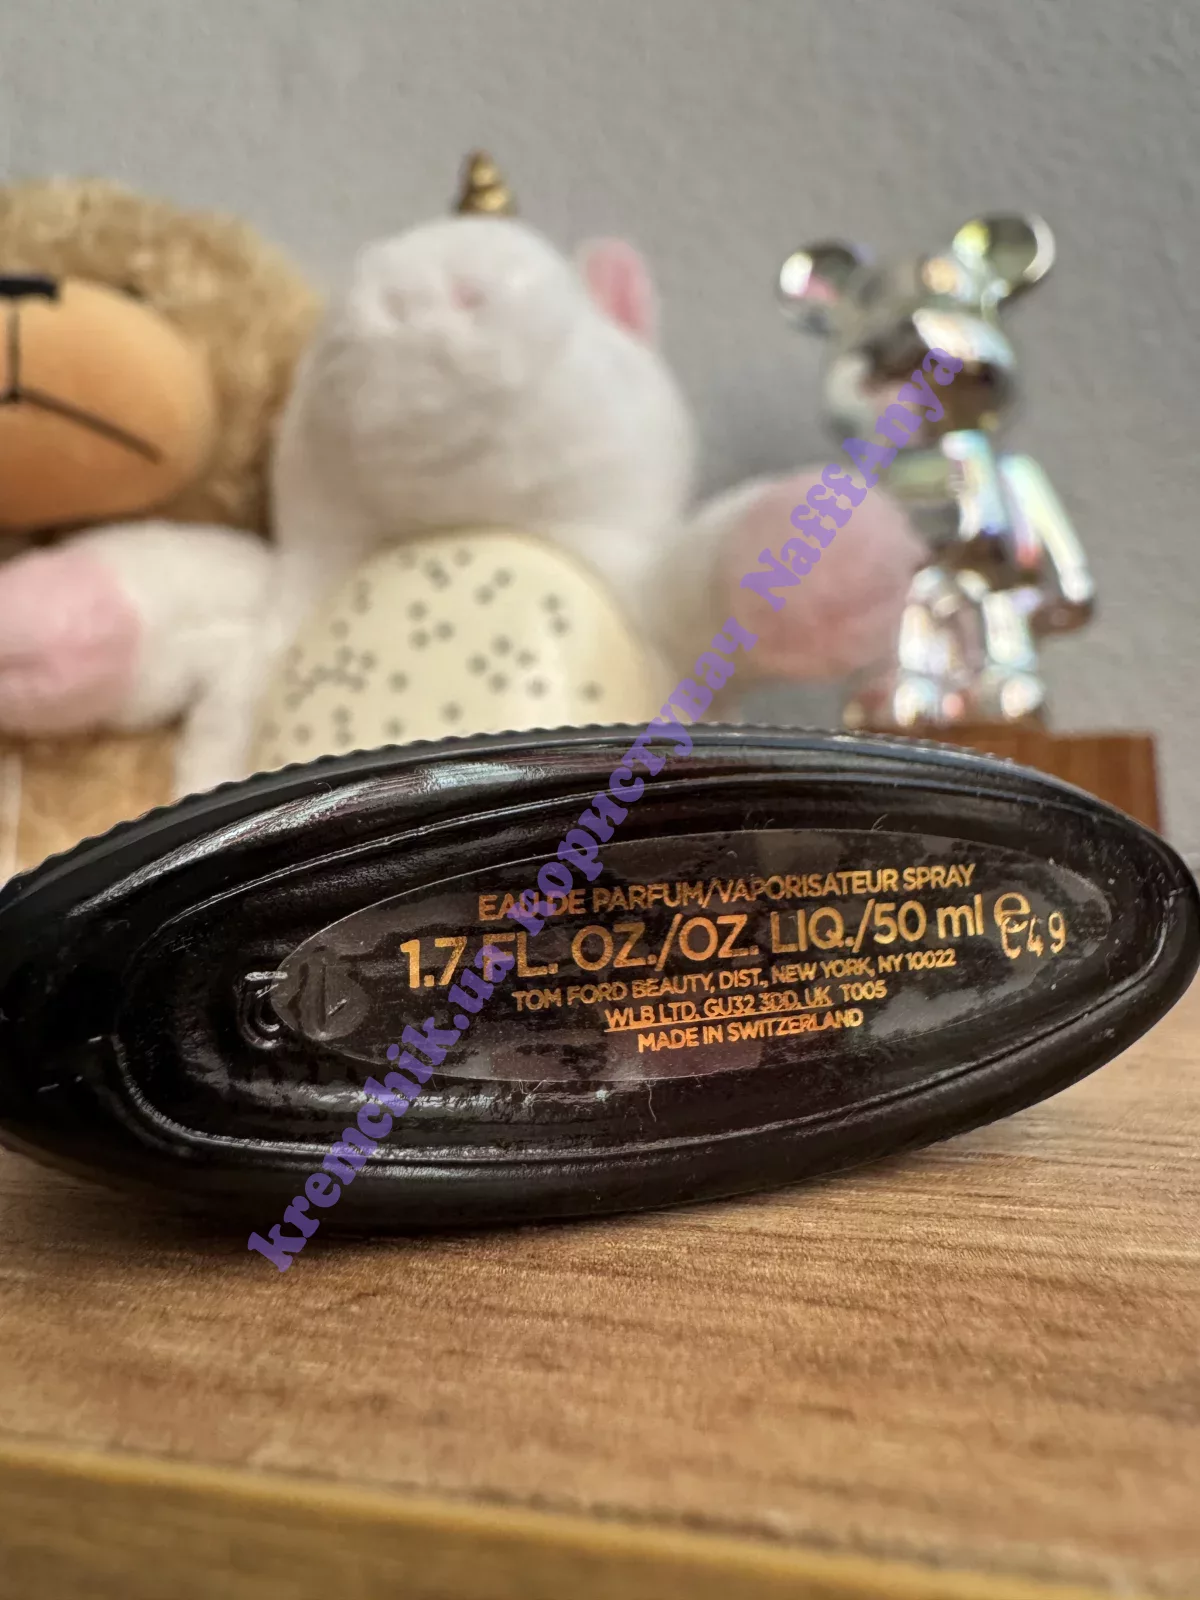 EAU DE PARFUM/VAPORISATEUR SPRAY
1.7 FL. OZ./OZ. LIQ./50 ml e
C49
TOM FORD BEAUTY, DIST., NEW YORK, NY 10022
WLB LTD. GU32 3DD. UK T005
MADE IN SWITZERLAND
kremchik.ua користувач NafffAnya